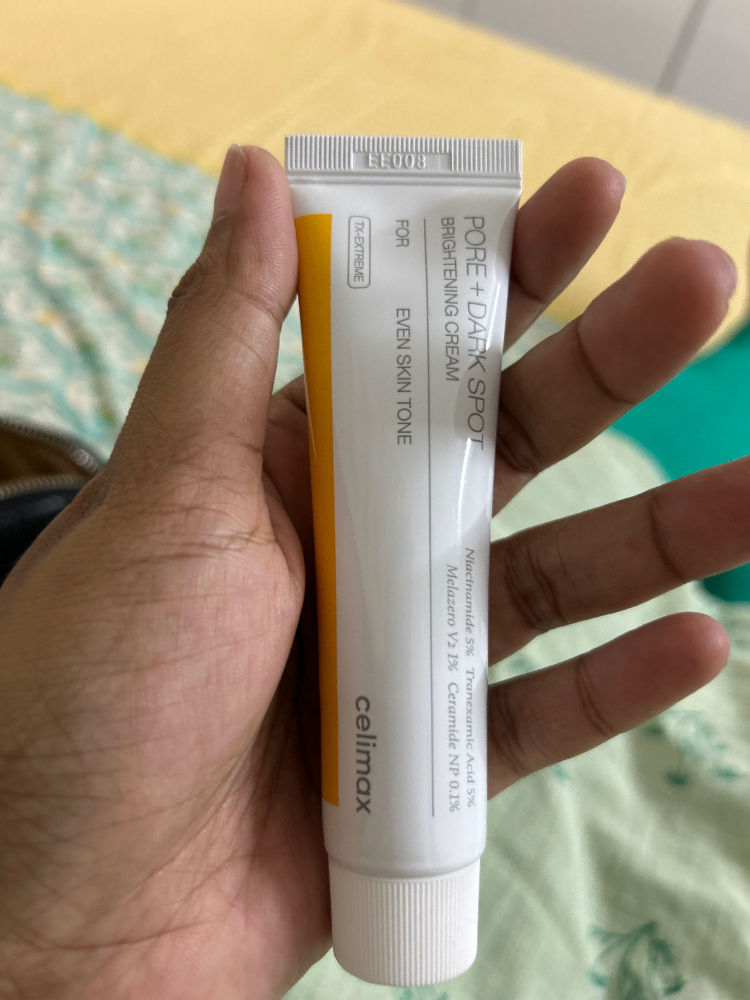 EE008
PORE + DARK SPOT
BRIGHTENING CREAM
FOR EVEN SKIN TONE
TX-EXTREME
Niacinamide 5% Tranexamic Acid 5%
Melazero V2 1% Ceramide NP 0.1%
celimax